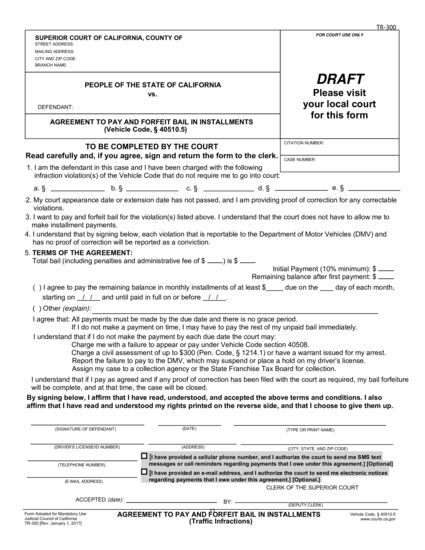 TR-300
SUPERIOR COURT OF CALIFORNIA, COUNTY OF
STREET ADDRESS:
MAILING ADDRESS:
CITY AND ZIP CODE:
BRANCH NAME:
FOR COURT USE ONLY
DRAFT
Please visit
your local court
for this form
PEOPLE OF THE STATE OF CALIFORNIA
vs.
DEFENDANT:
AGREEMENT TO PAY AND FORFEIT BAIL IN INSTALLMENTS
(Vehicle Code, § 40510.5)
CITATION NUMBER:
CASE NUMBER:
TO BE COMPLETED BY THE COURT
Read carefully and, if you agree, sign and return the form to the clerk.
1. I am the defendant in this case and I have been charged with the following
infraction violation(s) of the Vehicle Code that do not require me to go into court:
a. § ____ b. § ____ c. § ____ d. § ____ e. § ____
2. My court appearance date or extension date has not passed, and I am providing proof of correction for any correctable
violations.
3. I want to pay and forfeit bail for the violation(s) listed above. I understand that the court does not have to allow me to
make installment payments.
4. I understand that by signing below, each violation that is reportable to the Department of Motor Vehicles (DMV) and
has no proof of correction will be reported as a conviction.
5. TERMS OF THE AGREEMENT:
Total bail (including penalties and administrative fee of $ ____) is $ ____
Initial Payment (10% minimum): $ ____
Remaining balance after first payment: $ ____
( ) I agree to pay the remaining balance in monthly installments of at least $____ due on the ____ day of each month,
starting on _/_/_ and until paid in full on or before _/_/_.
( ) Other (explain):
I agree that: All payments must be made by the due date and there is no grace period.
If I do not make a payment on time, I may have to pay the rest of my unpaid bail immediately.
I understand that if I do not make the payment by each due date the court may:
Charge me with a failure to appear or pay under Vehicle Code section 40508.
Charge a civil assessment of up to $300 (Pen. Code, § 1214.1) or have a warrant issued for my arrest.
Report the failure to pay to the DMV, which may suspend or place a hold on my driver's license.
Assign my case to a collection agency or the State Franchise Tax Board for collection.
I understand that if I pay as agreed and if any proof of correction has been filed with the court as required, my bail forfeiture
will be complete, and at that time, the case will be closed.
By signing below, I affirm that I have read, understood, and accepted the above terms and conditions. I also
affirm that I have read and understood my rights printed on the reverse side, and that I choose to give them up.
(SIGNATURE OF DEFENDANT) (DATE) (TYPE OR PRINT NAME)
(DRIVER'S LICENSE/ID NUMBER) (ADDRESS) (CITY, STATE, AND ZIP CODE)
[I have provided a cellular phone number, and I authorize the court to send me SMS text
(TELEPHONE NUMBER) messages or call reminders regarding payments that I owe under this agreement.] [Optional]
[I have provided an e-mail address, and I authorize the court to send me electronic notices
(E-MAIL ADDRESS) regarding payments that I owe under this agreement.] [Optional.]
CLERK OF THE SUPERIOR COURT
ACCEPTED (date): BY:
(DEPUTY CLERK)
Form Adopted for Mandatory Use
Judicial Council of California
TR-300 [Rev. January 1, 2017]
AGREEMENT TO PAY AND FORFEIT BAIL IN INSTALLMENTS
(Traffic Infractions)
Vehicle Code, § 40510.5
www.courts.ca.gov